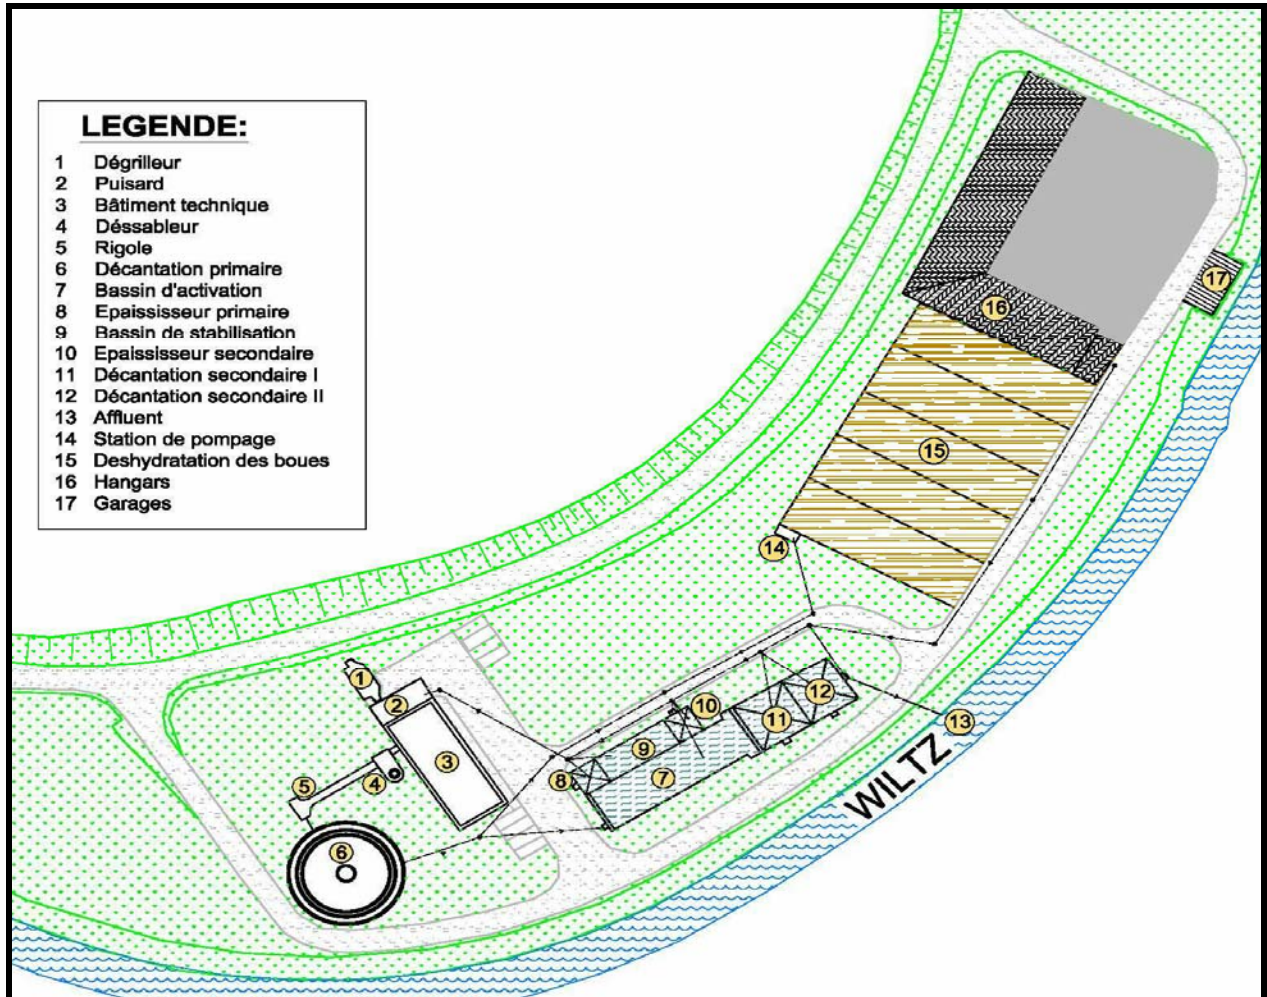 LEGENDE:
1 Dégrilleur
2 Puisard
3 Bâtiment technique
4 Déssableur
5 Rigole
6 Décantation primaire
7 Bassin d'activation
8 Epaississeur primaire
9 Bassin de stabilisation
10 Epaississeur secondaire
11 Décantation secondaire I
12 Décantation secondaire II
13 Affluent
14 Station de pompage
15 Deshydratation des boues
16 Hangars
17 Garages
17
16
15
14
1
2
10
12
11
13
9
3
7
8
4
5
6
WILTZ